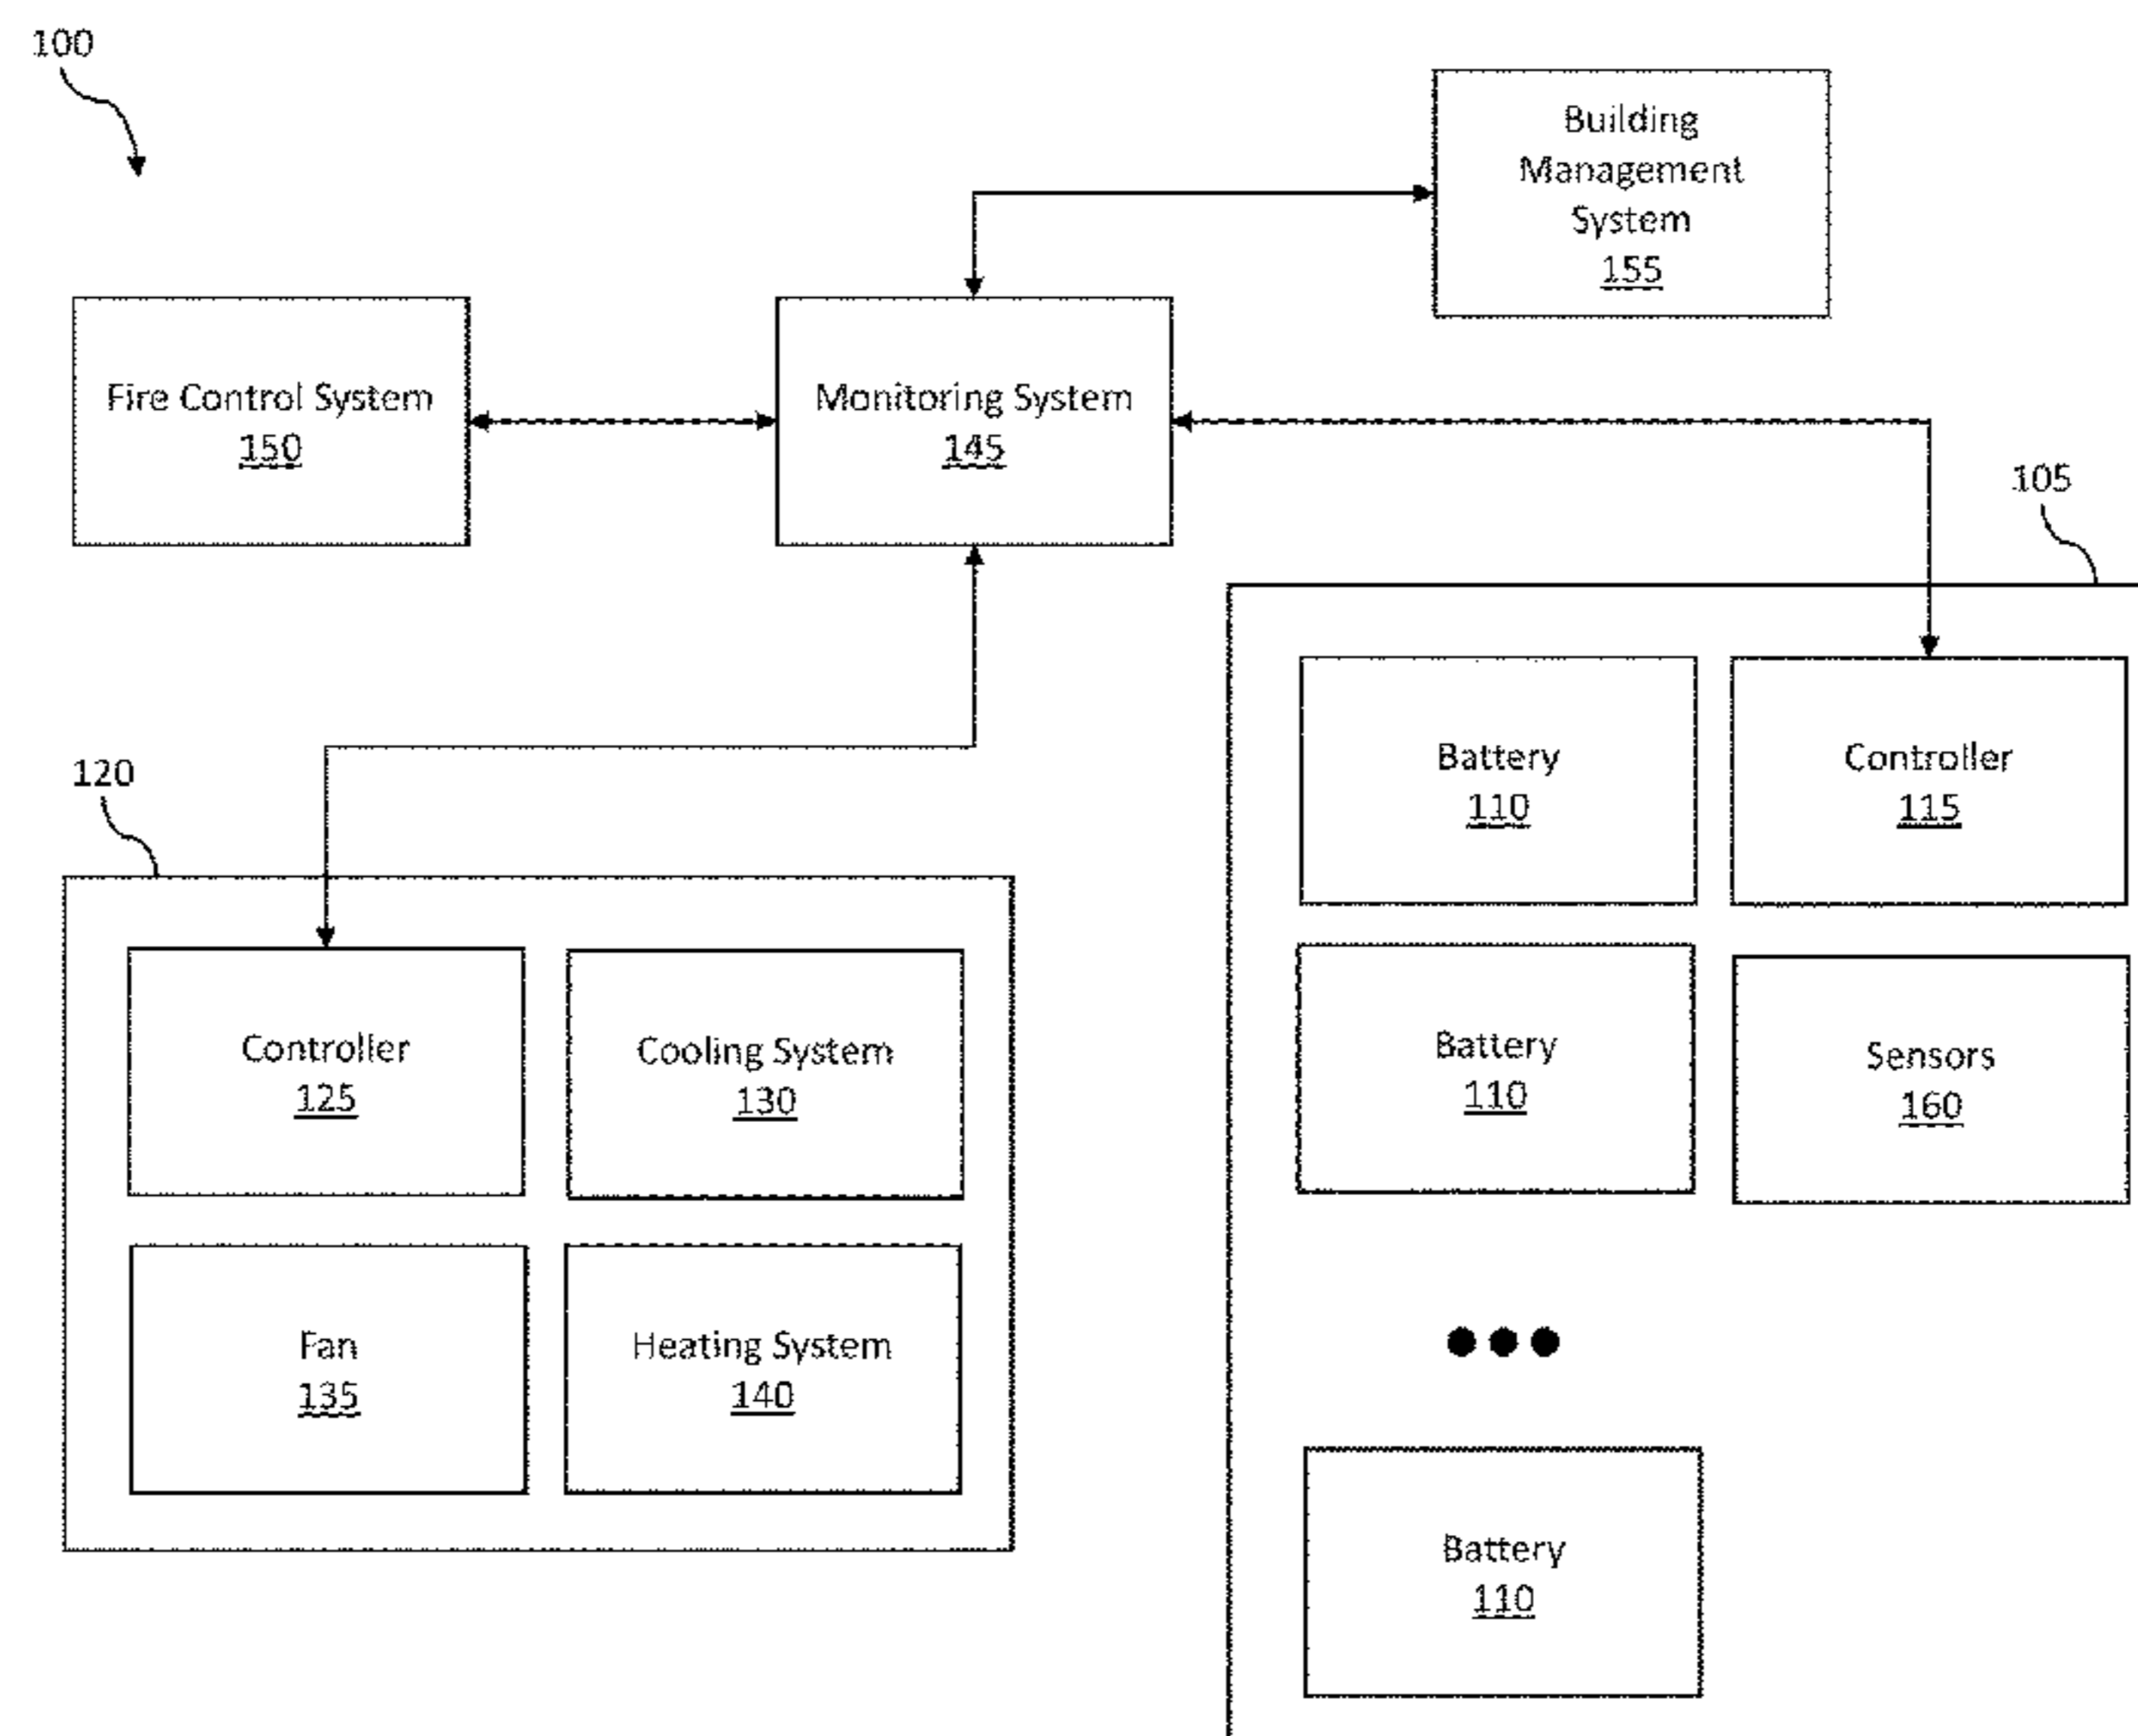 100
Building
Management
System
155
Fire Control System
150
Monitoring System
145
105
Battery
110
Controller
115
120
Controller
125
Cooling System
130
Battery
110
Sensors
160
Fan
135
Heating System
140
Battery
110